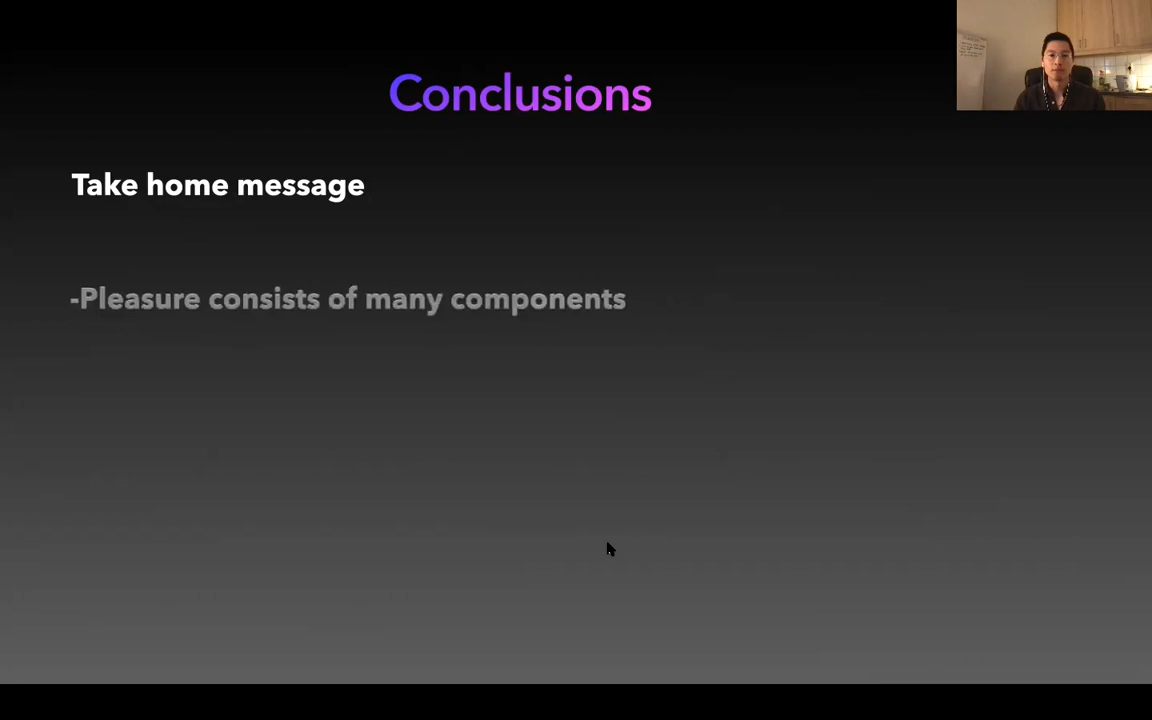 Conclusions
Take home message
-Pleasure consists of many components